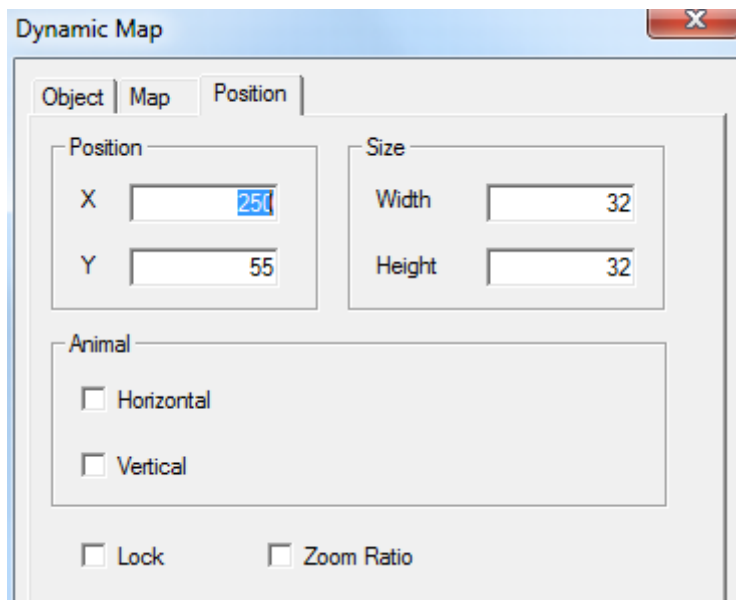 Dynamic Map
Object Map Position
Position Size
X 250 Width 32
Y 55 Height 32
Animal
Horizontal
Vertical
Lock Zoom Ratio